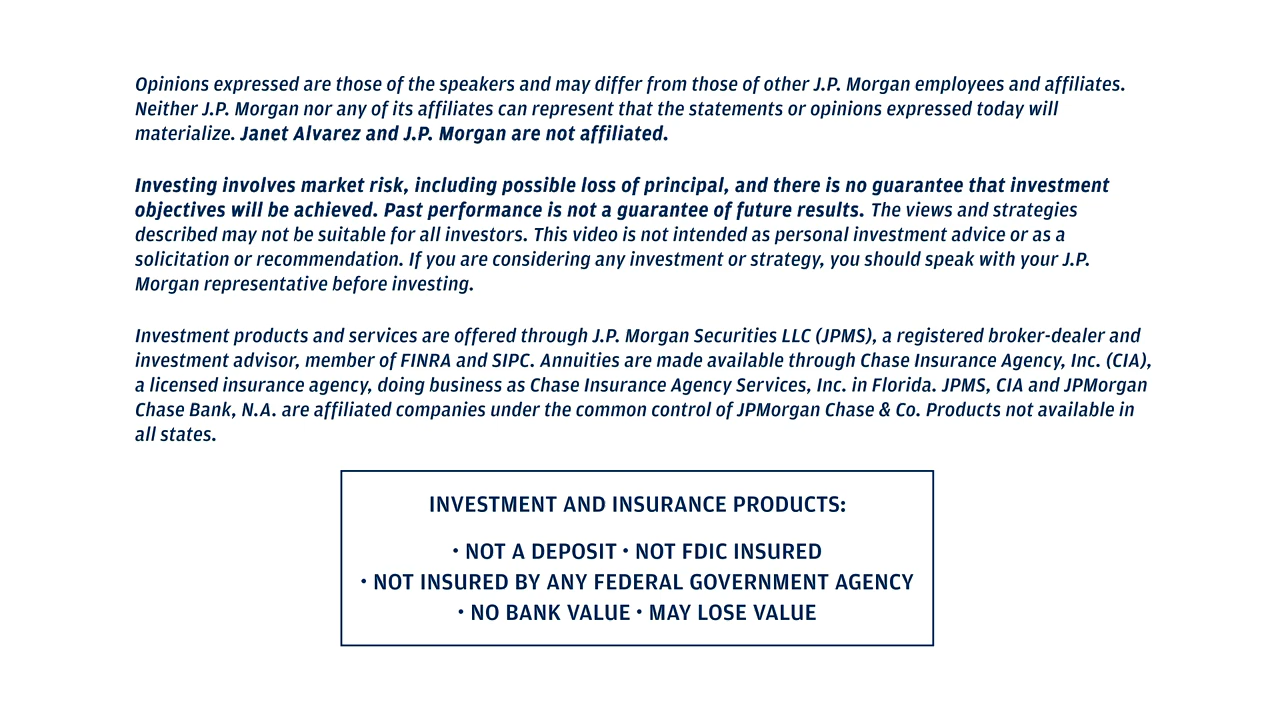 Opinions expressed are those of the speakers and may differ from those of other J.P. Morgan employees and affiliates.
Neither J.P. Morgan nor any of its affiliates can represent that the statements or opinions expressed today will
materialize. Janet Alvarez and J.P. Morgan are not affiliated.
Investing involves market risk, including possible loss of principal, and there is no guarantee that investment
objectives will be achieved. Past performance is not a guarantee of future results. The views and strategies
described may not be suitable for all investors. This video is not intended as personal investment advice or as a
solicitation or recommendation. If you are considering any investment or strategy, you should speak with your J.P.
Morgan representative before investing.
Investment products and services are offered through J.P. Morgan Securities LLC (JPMS), a registered broker-dealer and
investment advisor, member of FINRA and SIPC. Annuities are made available through Chase Insurance Agency, Inc. (CIA),
a licensed insurance agency, doing business as Chase Insurance Agency Services, Inc. in Florida. JPMS, CIA and JPMorgan
Chase Bank, N.A. are affiliated companies under the common control of JPMorgan Chase & Co. Products not available in
all states.
INVESTMENT AND INSURANCE PRODUCTS:
• NOT A DEPOSIT • NOT FDIC INSURED
• NOT INSURED BY ANY FEDERAL GOVERNMENT AGENCY
• NO BANK VALUE • MAY LOSE VALUE